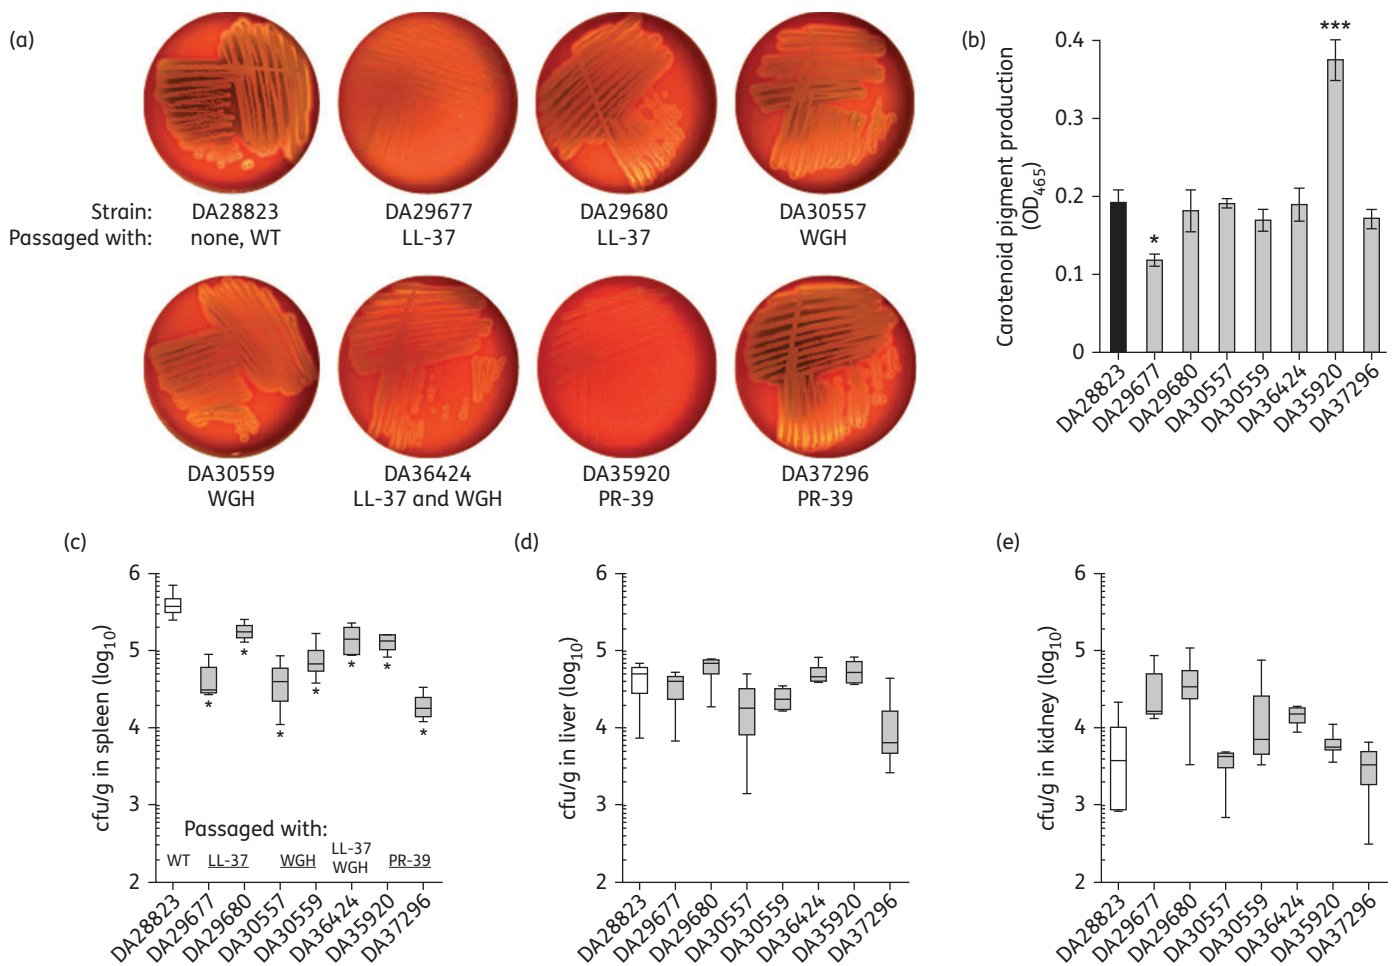 (a)
Strain: DA28823 DA29677 DA29680 DA30557
Passaged with: none, WT LL-37 LL-37 WGH
DA30559 DA36424 DA35920 DA37296
WGH LL-37 and WGH PR-39 PR-39
(b)
Carotenoid pigment production
(OD465)
0.4
0.3
0.2
0.1
0
*
***
DA28823 DA29677 DA29680 DA30557 DA30559 DA36424 DA35920 DA37296
(c)
cfu/g in spleen (log10)
6
5
4
3
2
* * * * * * *
Passaged with:
WT LL-37 WGH LL-37 WGH PR-39
DA28823 DA29677 DA29680 DA30557 DA30559 DA36424 DA35920 DA37296
(d)
cfu/g in liver (log10)
6
5
4
3
2
DA28823 DA29677 DA29680 DA30557 DA30559 DA36424 DA35920 DA37296
(e)
cfu/g in kidney (log10)
6
5
4
3
2
DA28823 DA29677 DA29680 DA30557 DA30559 DA36424 DA35920 DA37296